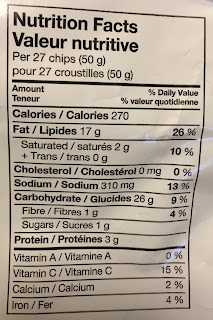 Nutrition Facts
Valeur nutritive
Per 27 chips (50 g)
pour 27 croustilles (50 g)
Amount % Daily Value
Teneur % valeur quotidienne
Calories / Calories 270
Fat / Lipides 17 g 26 %
Saturated / saturés 2 g
+ Trans / trans 0 g 10 %
Cholesterol / Cholestérol 0 mg 0 %
Sodium / Sodium 310 mg 13 %
Carbohydrate / Glucides 26 g 9 %
Fibre / Fibres 1 g 4 %
Sugars / Sucres 1 g
Protein / Protéines 3 g
Vitamin A / Vitamine A 0 %
Vitamin C / Vitamine C 15 %
Calcium / Calcium 2 %
Iron / Fer 4 %